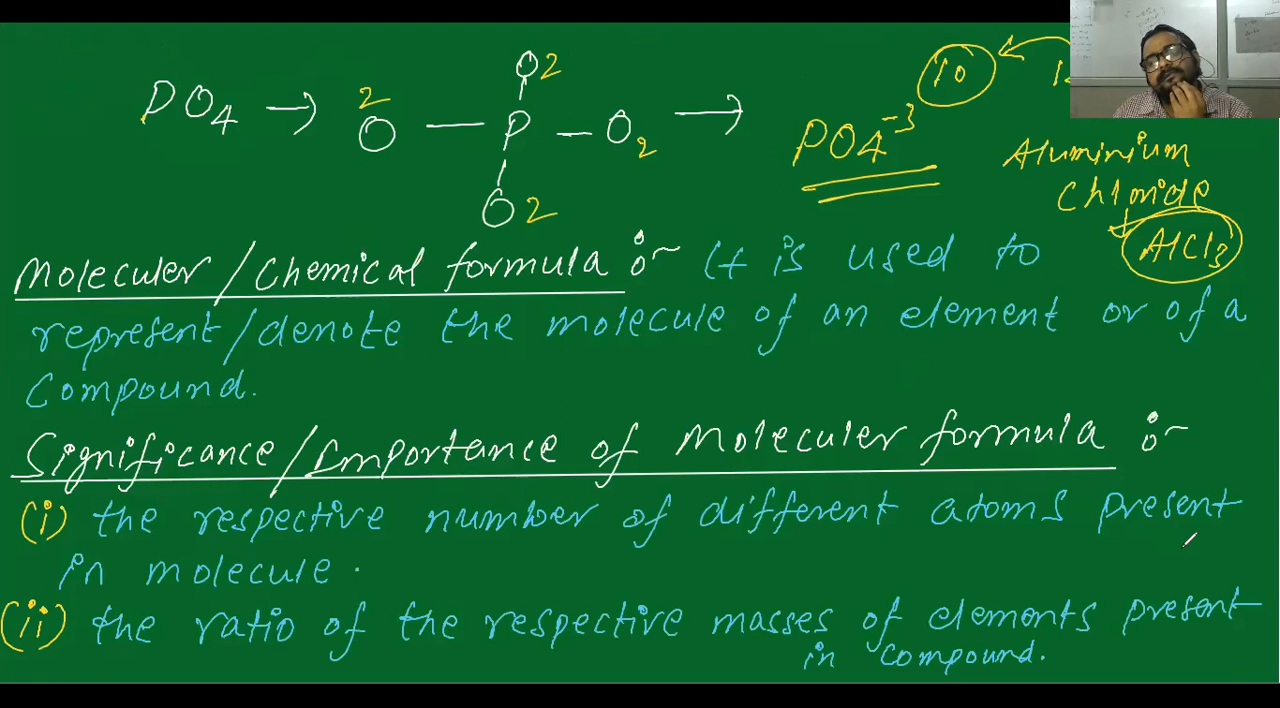 PO4 → 2 O — P — O 2 → PO4-3 10
O2
O2
Aluminium
Chloride
AlCl3
Moleculer/Chemical formula :- It is used to
represent/denote the molecule of an element or of a
Compound.
Significance/Importance of Moleculer formula :-
(i) the respective number of different atoms present
in molecule.
(ii) the ratio of the respective masses of elements present
in compound.